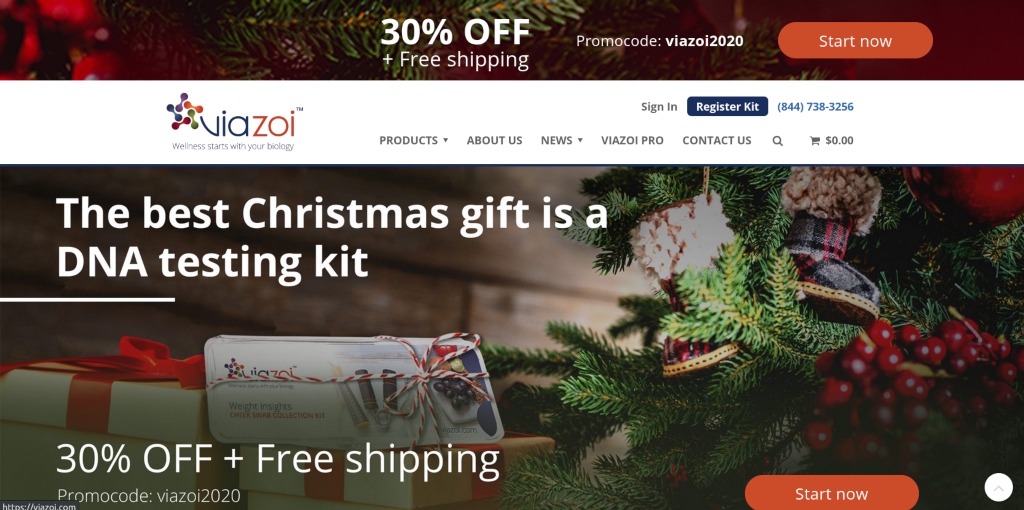 30% OFF
+ Free shipping
Promocode: viazoi2020
Start now
viazoi™
Wellness starts with your biology
Sign In
Register Kit
(844) 738-3256
PRODUCTS
ABOUT US
NEWS
VIAZOI PRO
CONTACT US
$0.00
The best Christmas gift is a
DNA testing kit
viazoi
Weight Insights
CHEEK SWAB COLLECTION KIT
viazoi.com
30% OFF + Free shipping
Promocode: viazoi2020
Start now
https://viazoi.com